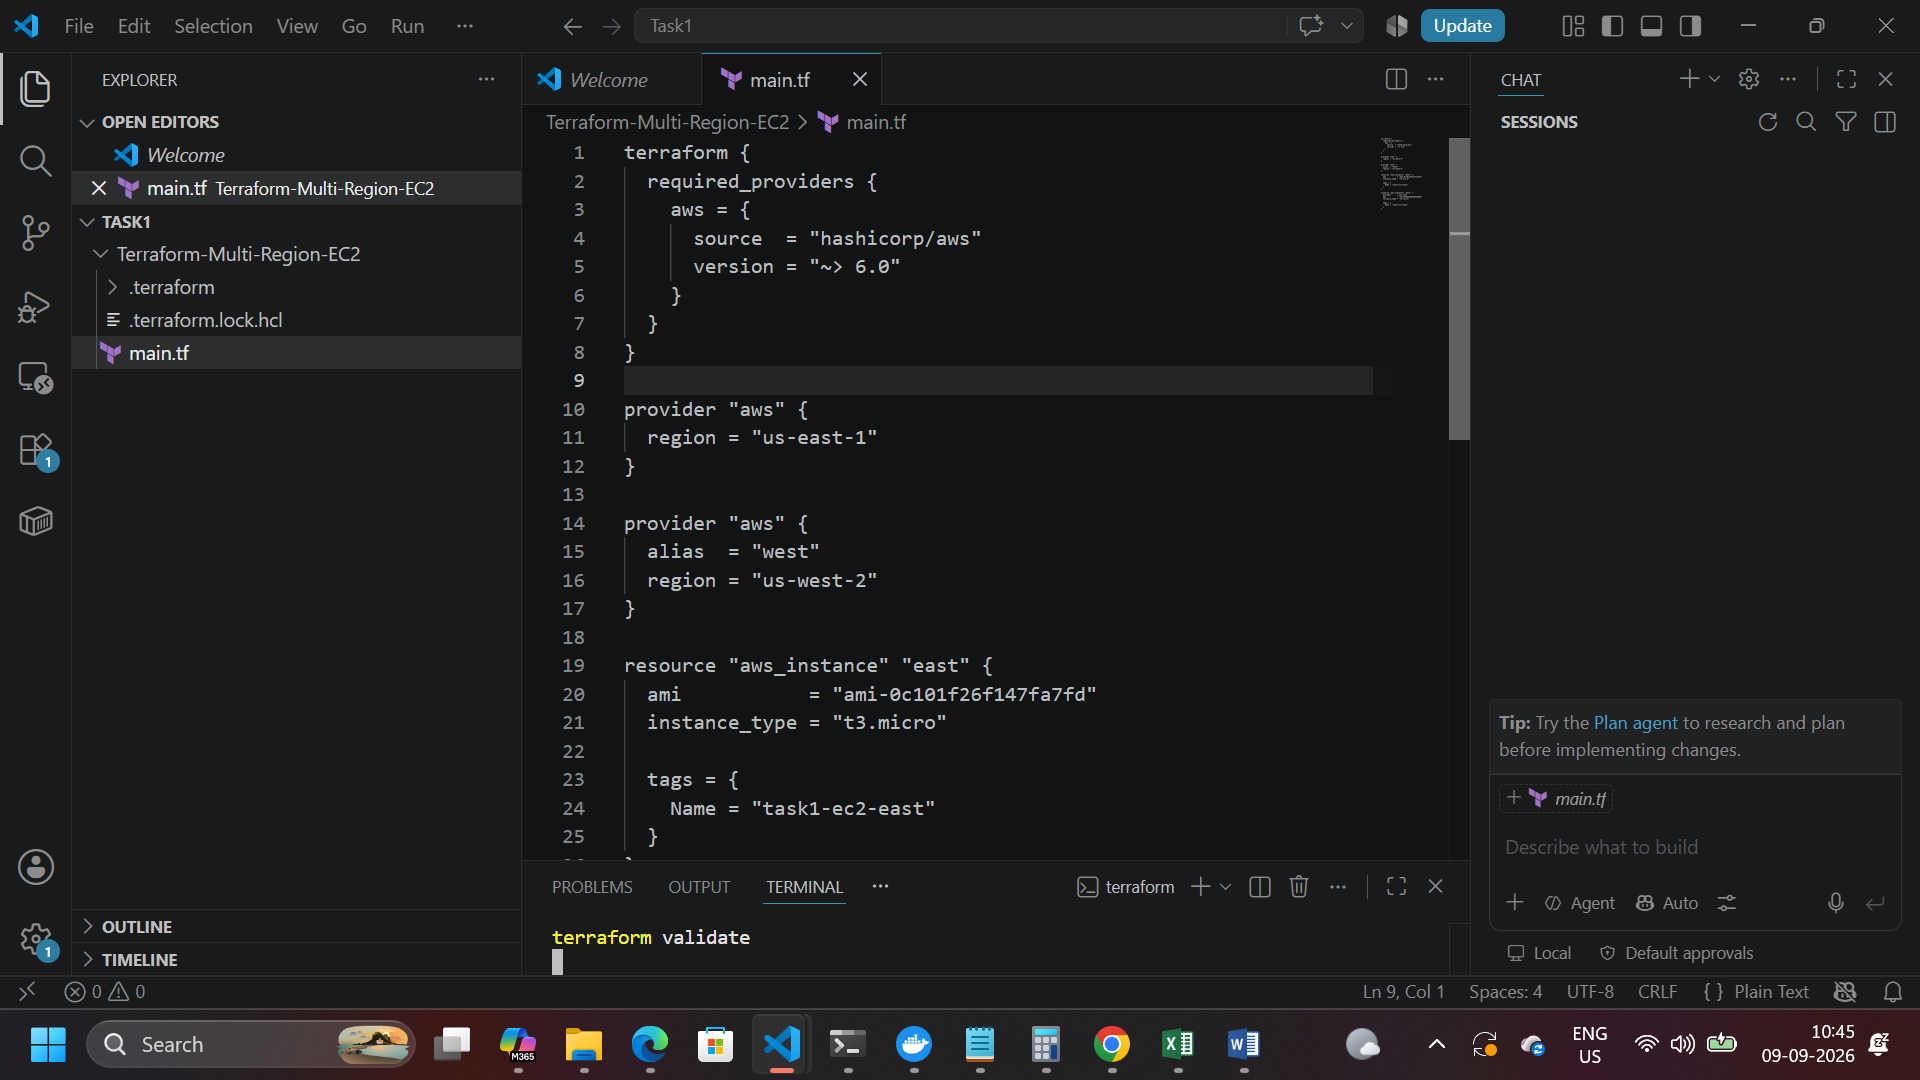 File Edit Selection View Go Run ···
Task1
Update
EXPLORER
OPEN EDITORS
Welcome
main.tf Terraform-Multi-Region-EC2
TASK1
Terraform-Multi-Region-EC2
.terraform
.terraform.lock.hcl
main.tf
OUTLINE
TIMELINE
1
1
Welcome
main.tf
Terraform-Multi-Region-EC2 > main.tf
1 terraform {
2 required_providers {
3 aws = {
4 source  = "hashicorp/aws"
5 version = "~> 6.0"
6 }
7 }
8 }
9
10 provider "aws" {
11 region = "us-east-1"
12 }
13
14 provider "aws" {
15 alias  = "west"
16 region = "us-west-2"
17 }
18
19 resource "aws_instance" "east" {
20 ami           = "ami-0c101f26f147fa7fd"
21 instance_type = "t3.micro"
22
23 tags = {
24 Name = "task1-ec2-east"
25 }
PROBLEMS OUTPUT TERMINAL ···
terraform
terraform validate
CHAT
SESSIONS
Tip: Try the Plan agent to research and plan
before implementing changes.
main.tf
Describe what to build
Agent Auto
Local Default approvals
0 0
Ln 9, Col 1 Spaces: 4 UTF-8 CRLF { } Plain Text
Search
M365
ENG
US
10:45
09-09-2026